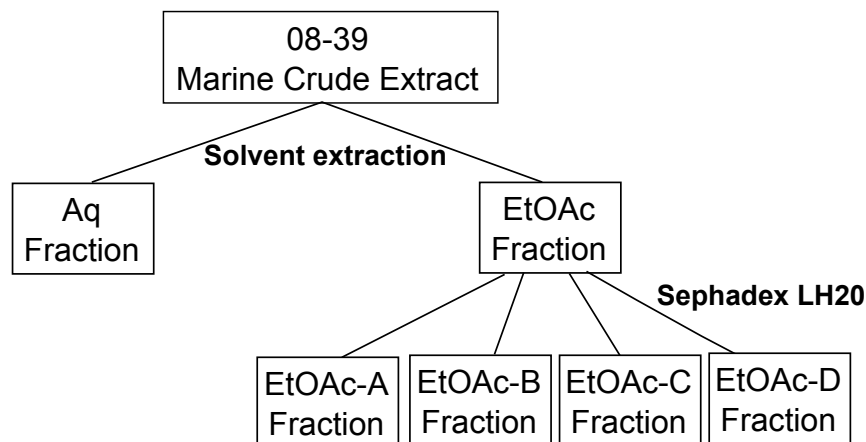 08-39
Marine Crude Extract
Solvent extraction
Aq
Fraction
EtOAc
Fraction
Sephadex LH20
EtOAc-A
Fraction
EtOAc-B
Fraction
EtOAc-C
Fraction
EtOAc-D
Fraction